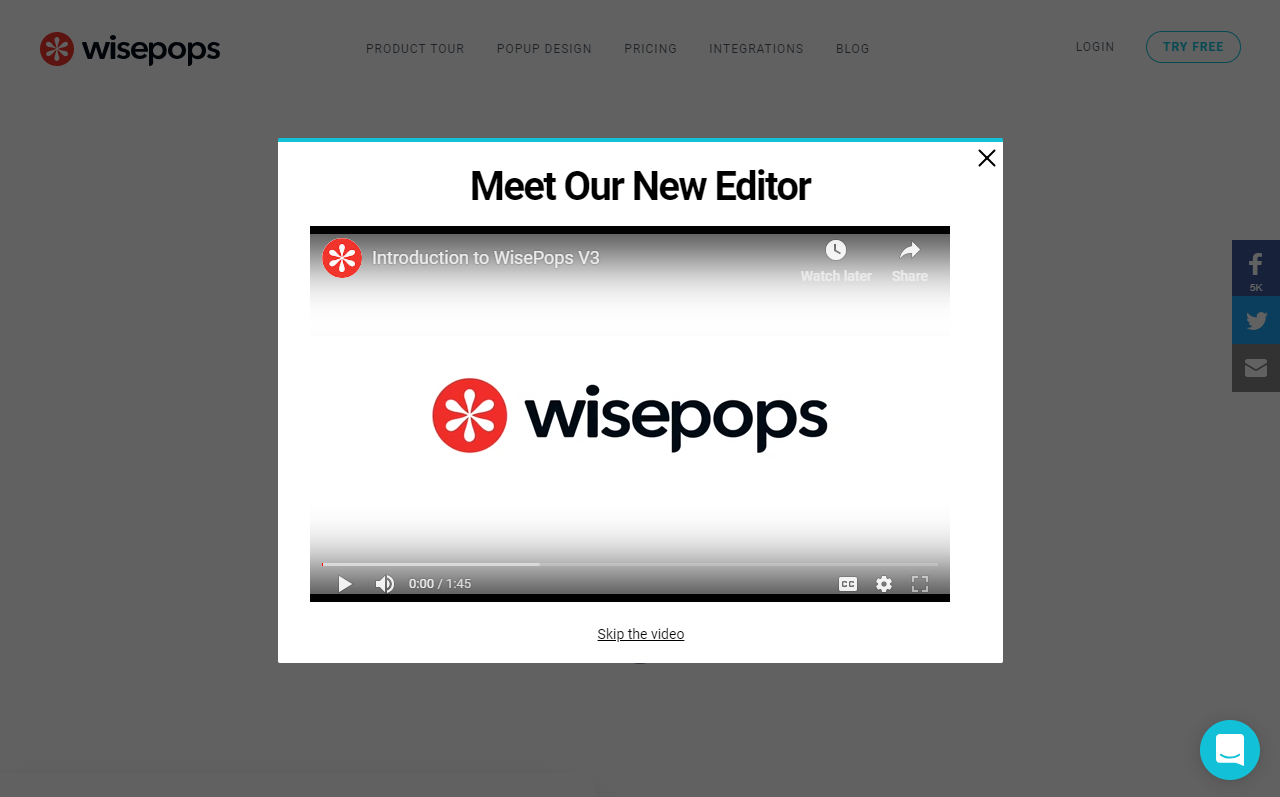 wisepops
PRODUCT TOUR
POPUP DESIGN
PRICING
INTEGRATIONS
BLOG
LOGIN
TRY FREE
Meet Our New Editor
Introduction to WisePops V3
Watch later
Share
5K
wisepops
0:00 / 1:45
CC
Skip the video